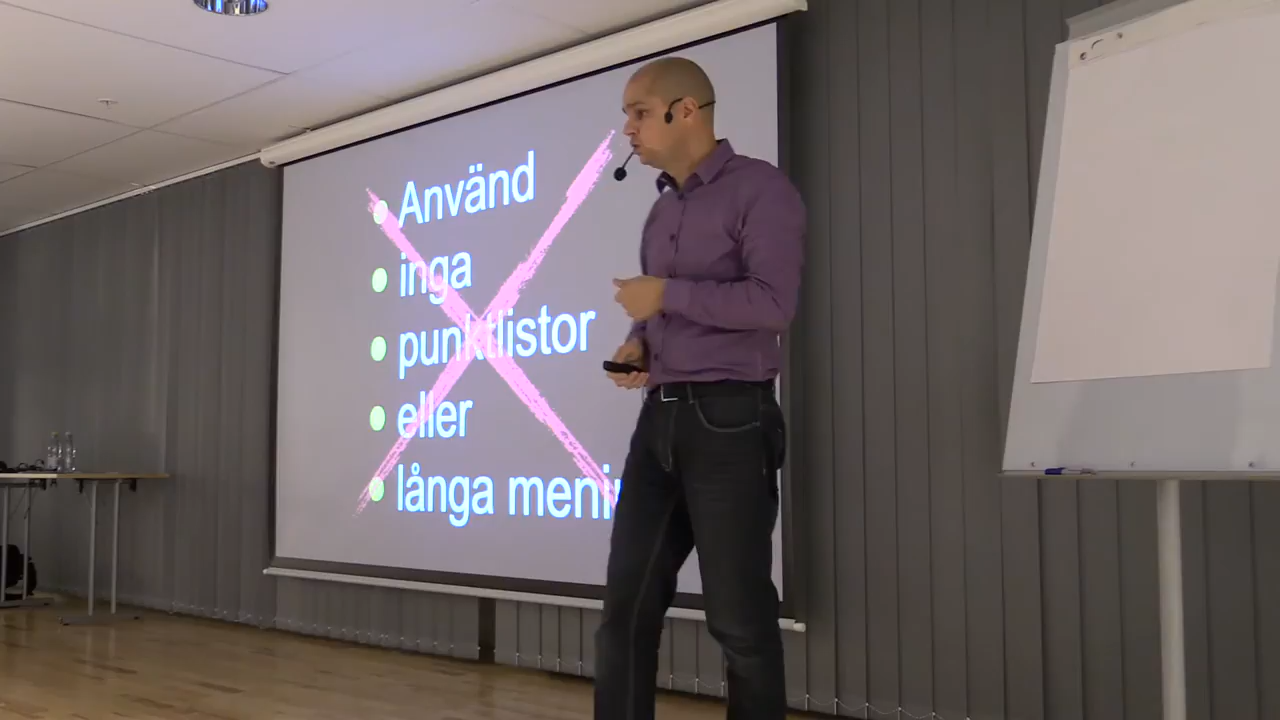 Använd
inga
punktlistor
eller
långa